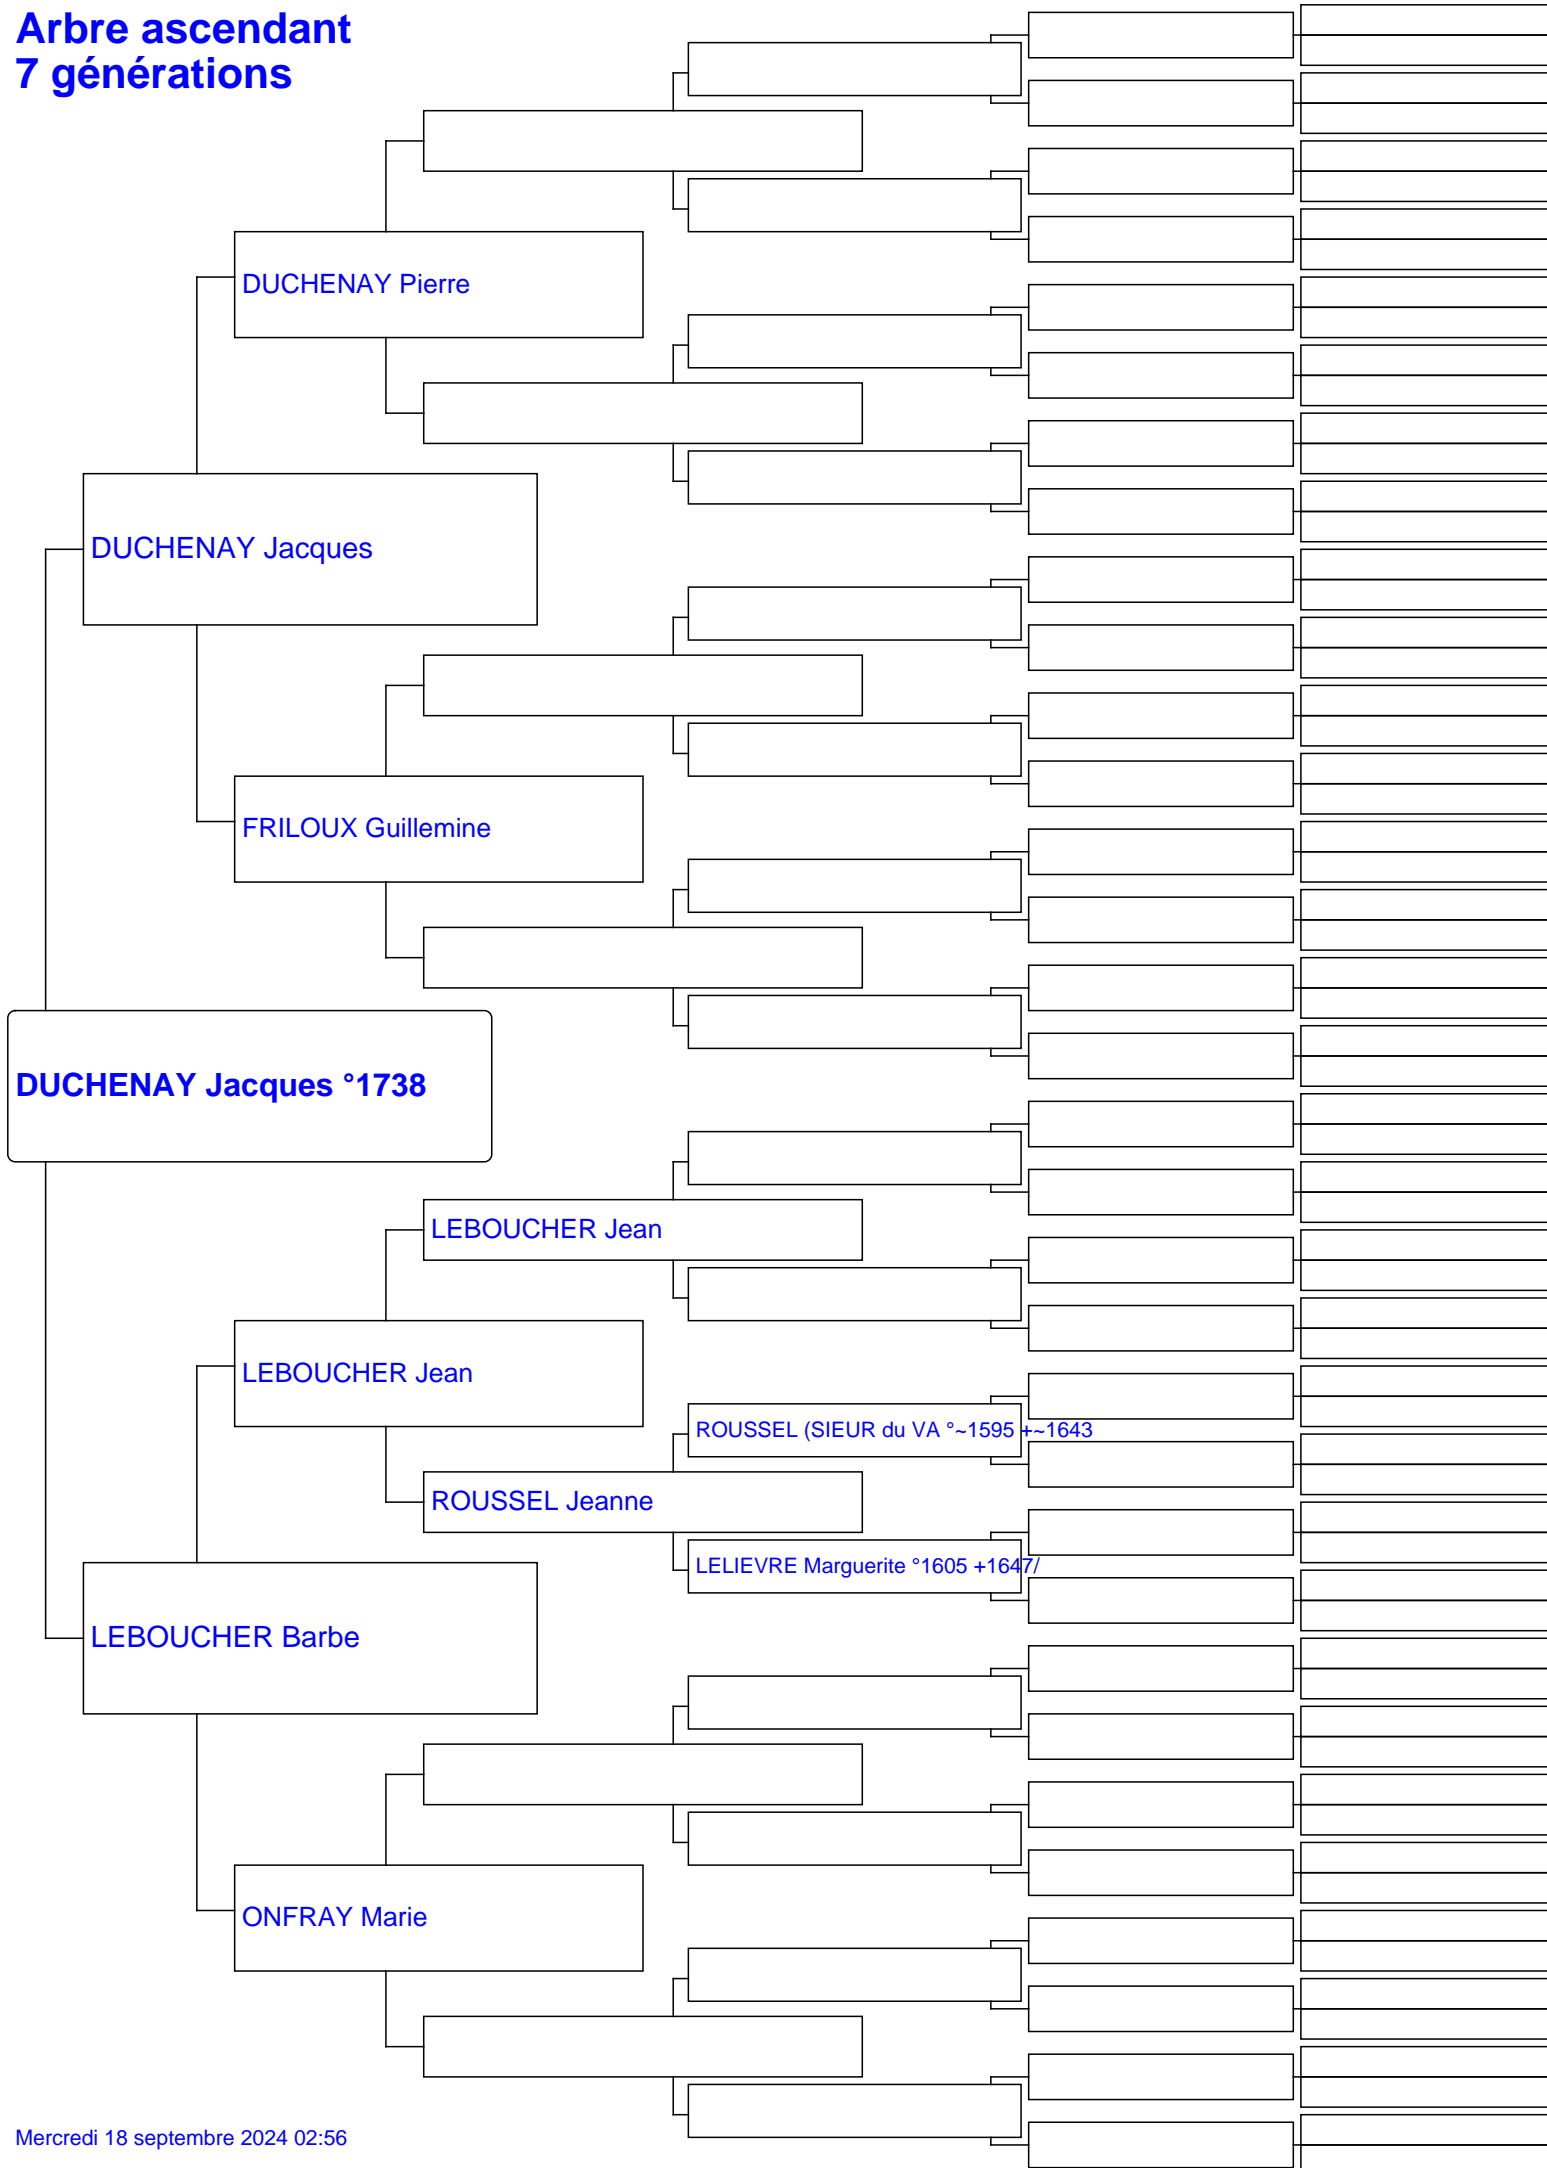 Arbre ascendant
7 générations
DUCHENAY Pierre
DUCHENAY Jacques
FRILOUX Guillemine
DUCHENAY Jacques °1738
LEBOUCHER Jean
LEBOUCHER Jean
ROUSSEL (SIEUR du VA °~1595 +~1643
ROUSSEL Jeanne
LELIEVRE Marguerite °1605 +1647/
LEBOUCHER Barbe
ONFRAY Marie
Mercredi 18 septembre 2024 02:56